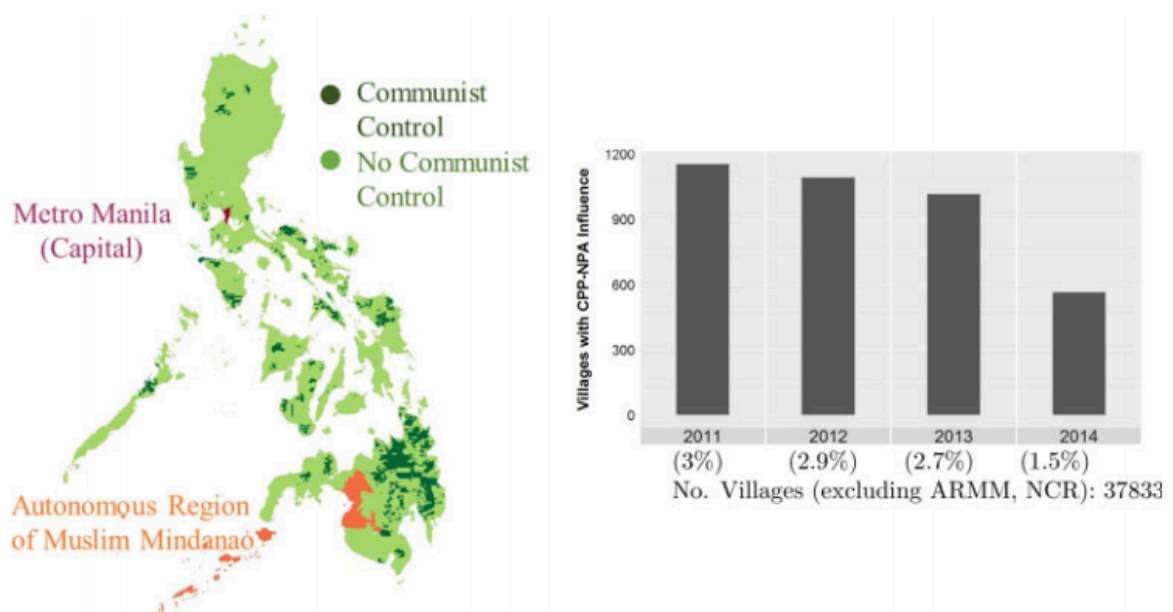 Communist
Control
No Communist
Control
Metro Manila
(Capital)
Autonomous Region
of Muslim Mindanao
Villages with CPP-NPA Influence
1200
900
600
300
0
2011 2012 2013 2014
(3%) (2.9%) (2.7%) (1.5%)
No. Villages (excluding ARMM, NCR): 37833